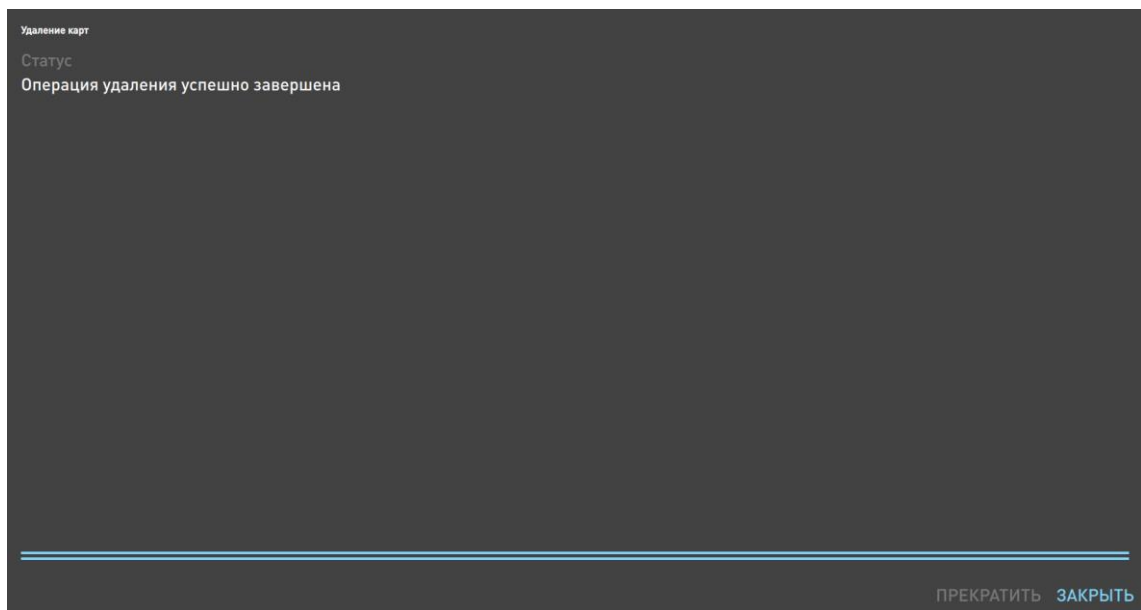 Удаление карт
Статус
Операция удаления успешно завершена
ПРЕКРАТИТЬ ЗАКРЫТЬ